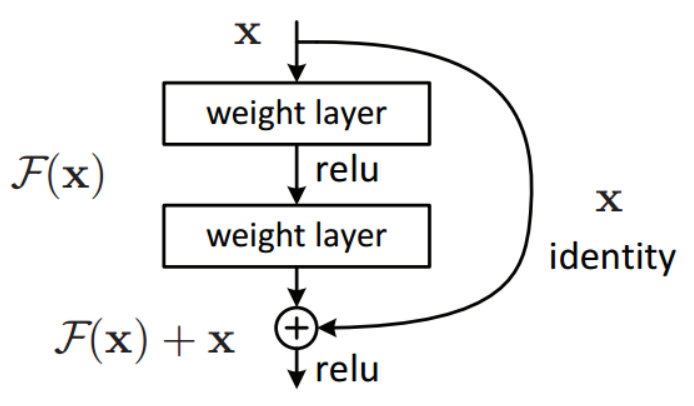 x
weight layer
F(x)
relu
x
weight layer
identity
F(x) + x
relu